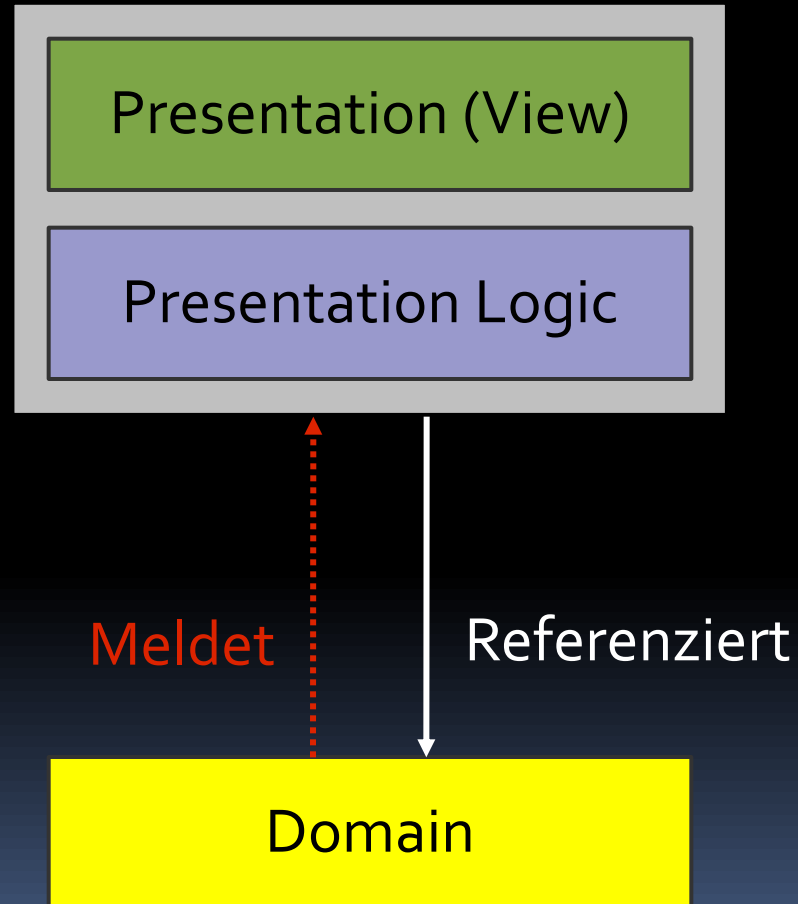 Presentation (View)
Presentation Logic
Meldet
Referenziert
Domain